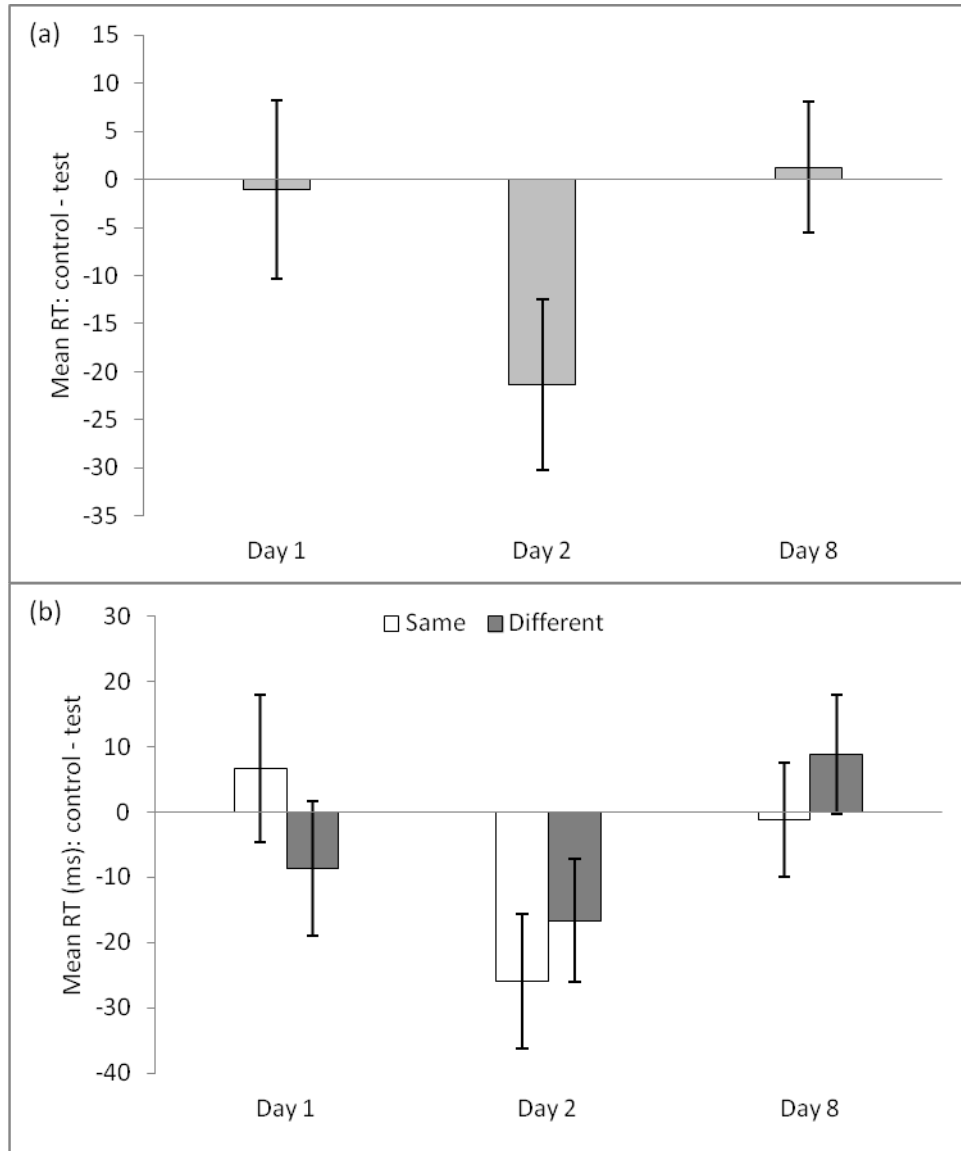 (a)
Mean RT: control - test
15
10
5
0
-5
-10
-15
-20
-25
-30
-35
Day 1 Day 2 Day 8
(b)
Same Different
Mean RT (ms): control - test
30
20
10
0
-10
-20
-30
-40
Day 1 Day 2 Day 8